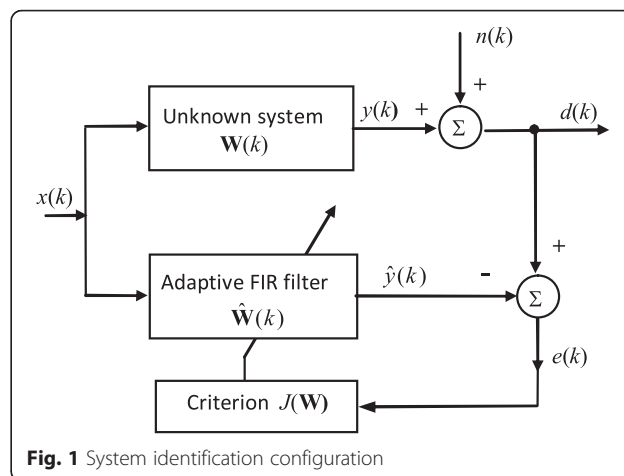 n(k)
+
Unknown system
W(k)
y(k)
+
Σ
d(k)
x(k)
+
Adaptive FIR filter
Ŵ(k)
ŷ(k)
-
Σ
e(k)
Criterion J(W)
Fig. 1 System identification configuration